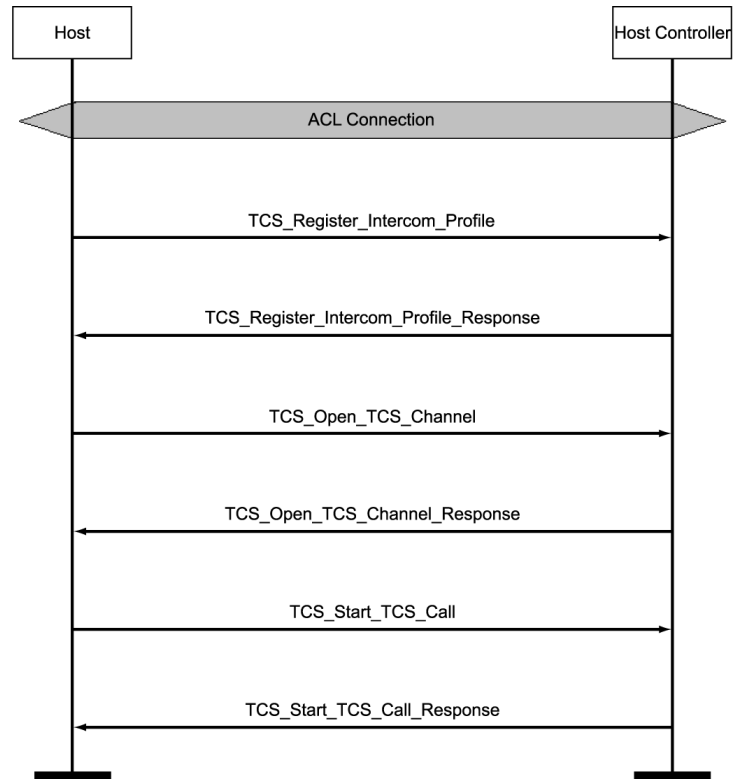 Host
Host Controller
ACL Connection
TCS_Register_Intercom_Profile
TCS_Register_Intercom_Profile_Response
TCS_Open_TCS_Channel
TCS_Open_TCS_Channel_Response
TCS_Start_TCS_Call
TCS_Start_TCS_Call_Response